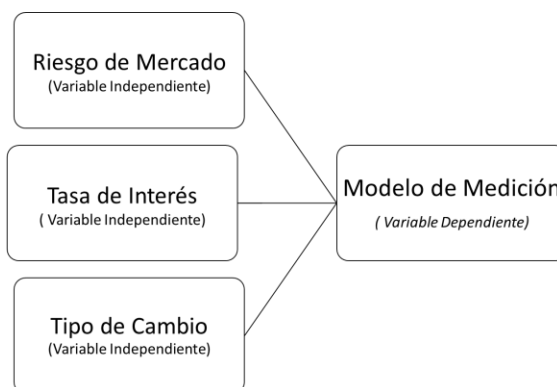 Riesgo de Mercado
(Variable Independiente)
Tasa de Interés
( Variable Independiente)
Tipo de Cambio
(Variable Independiente)
Modelo de Medición
( Variable Dependiente)